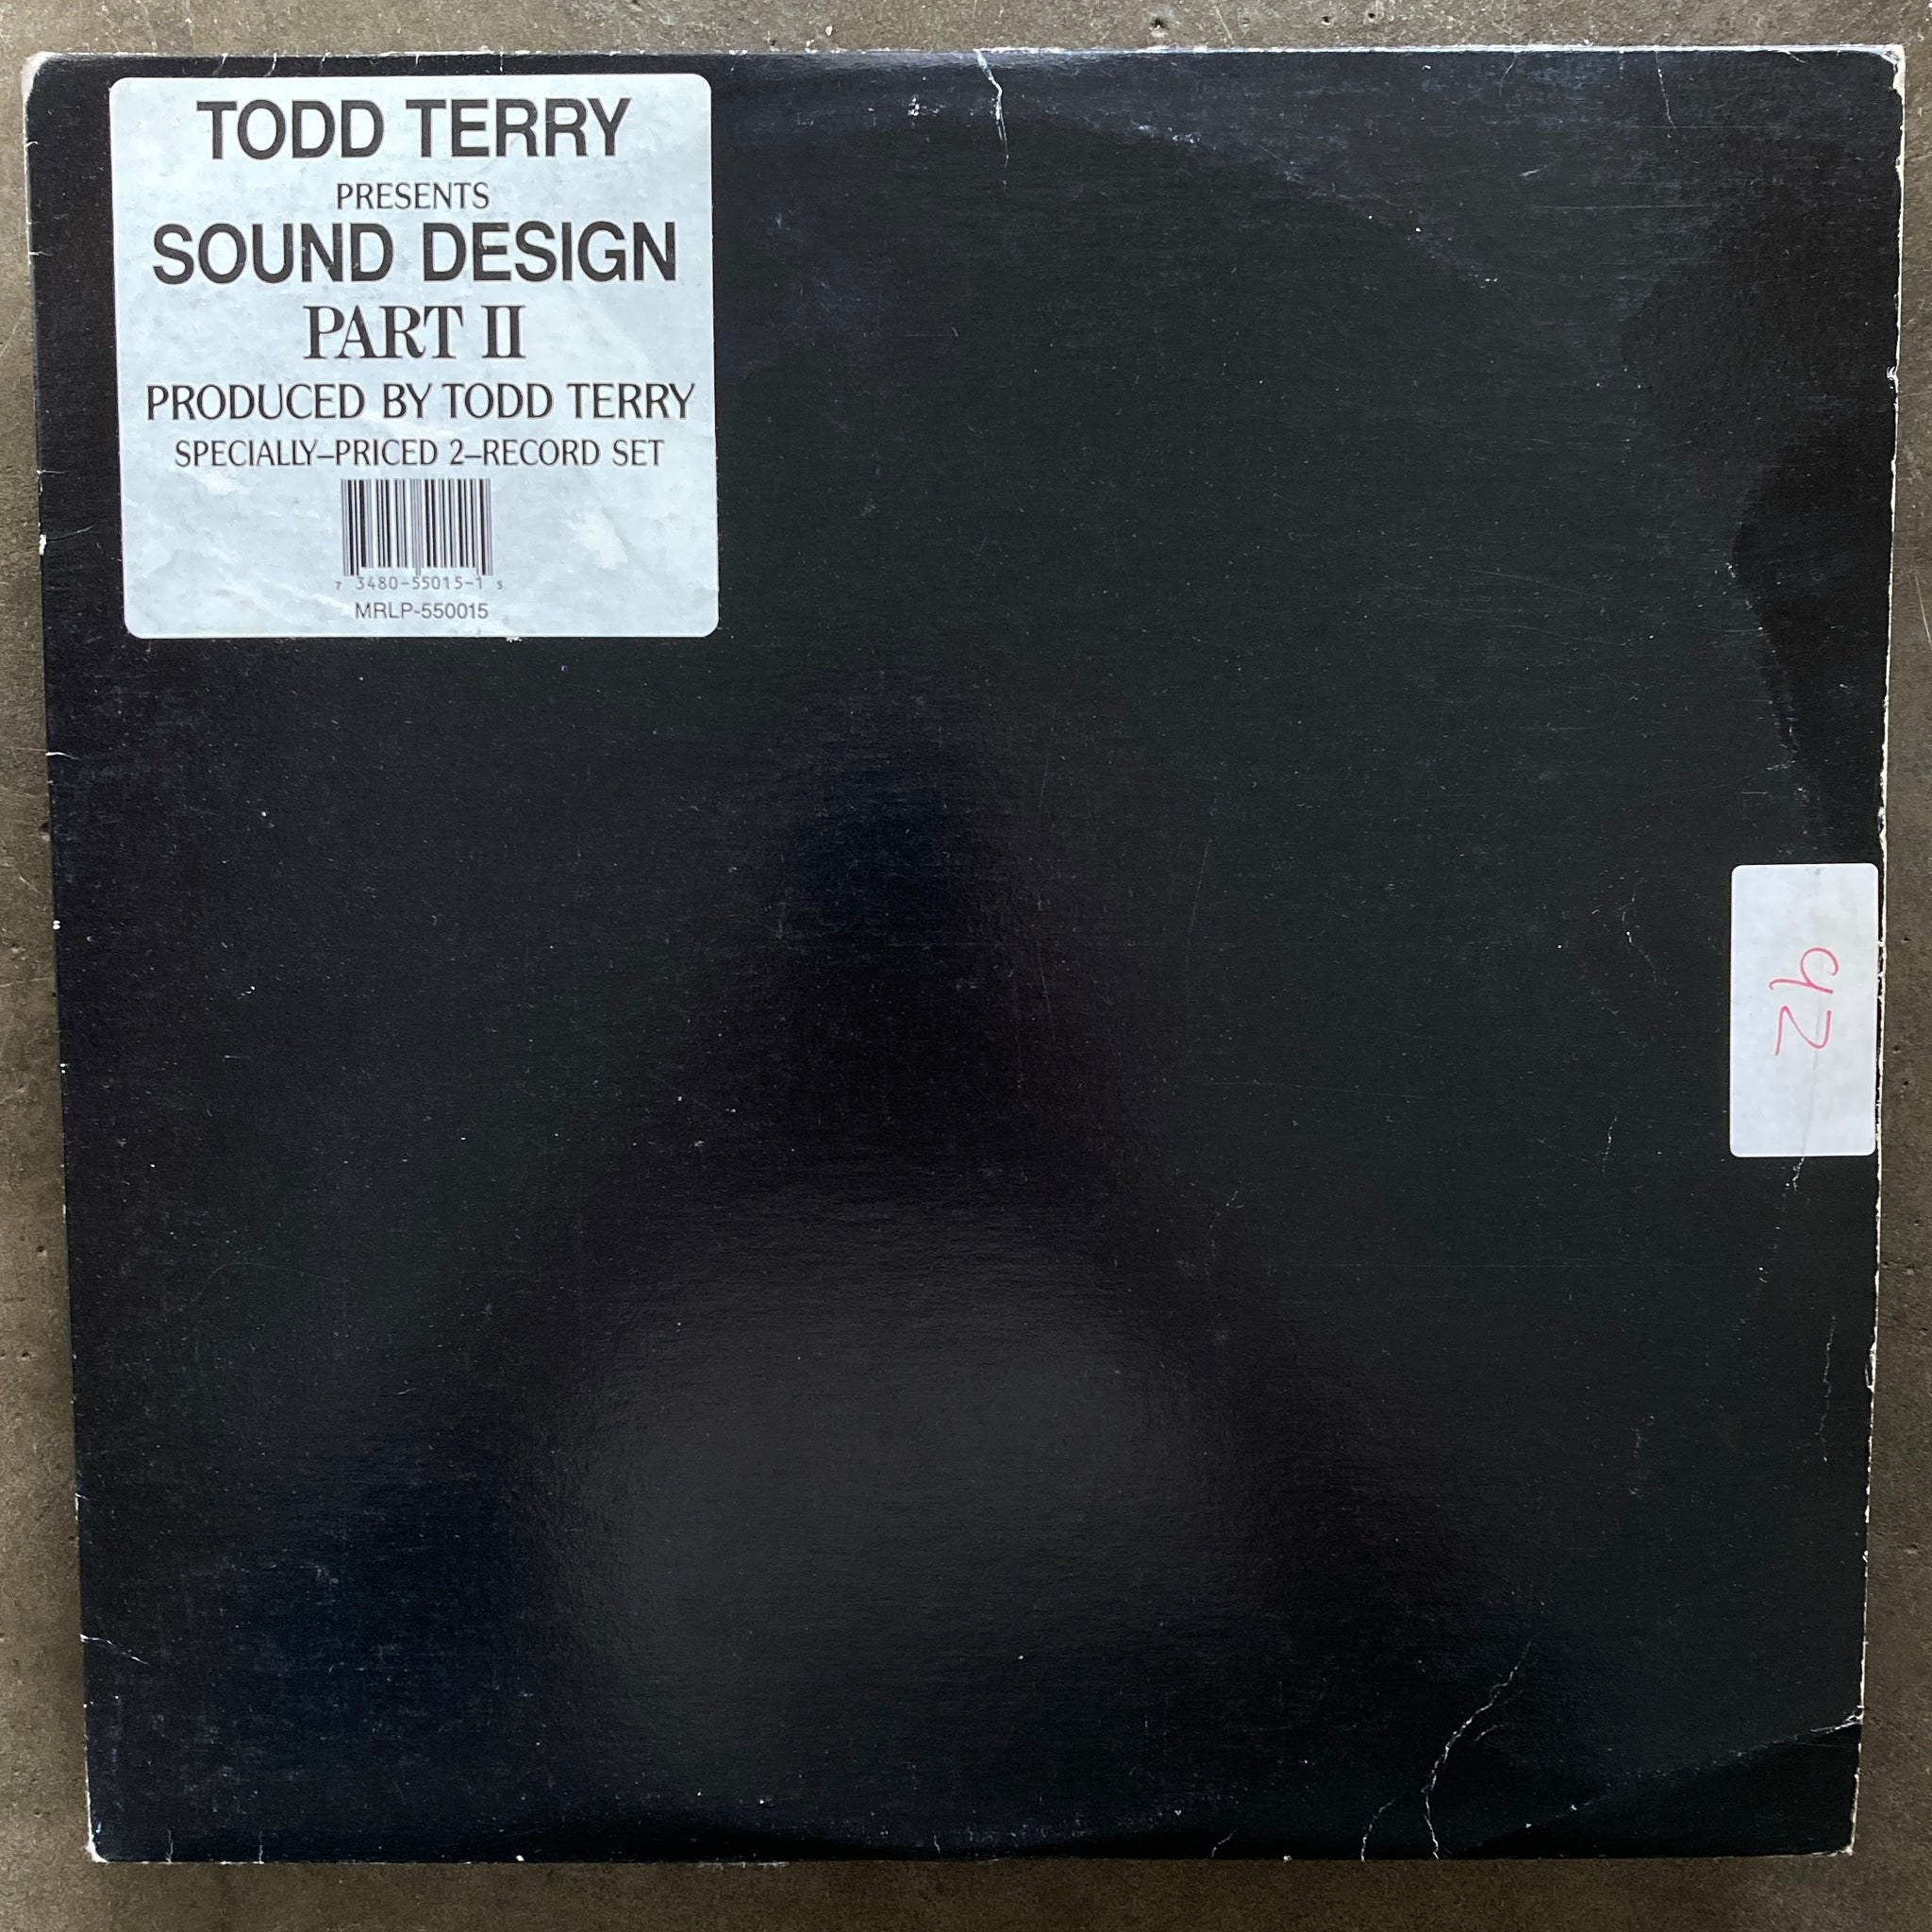 TODD TERRY
PRESENTS
SOUND DESIGN
PART II
PRODUCED BY TODD TERRY
SPECIALLY–PRICED 2–RECORD SET
7 3480-55015-1 5
MRLP-550015
92